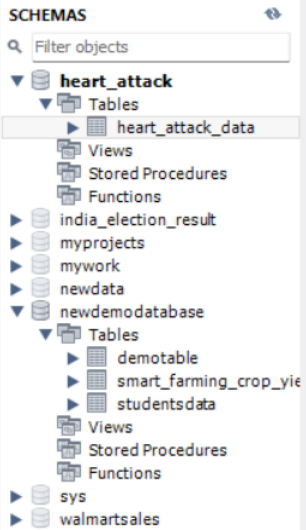 SCHEMAS
Filter objects
heart_attack
Tables
heart_attack_data
Views
Stored Procedures
Functions
india_election_result
myprojects
mywork
newdata
newdemodatabase
Tables
demotable
smart_farming_crop_yie
studentsdata
Views
Stored Procedures
Functions
sys
walmartsales